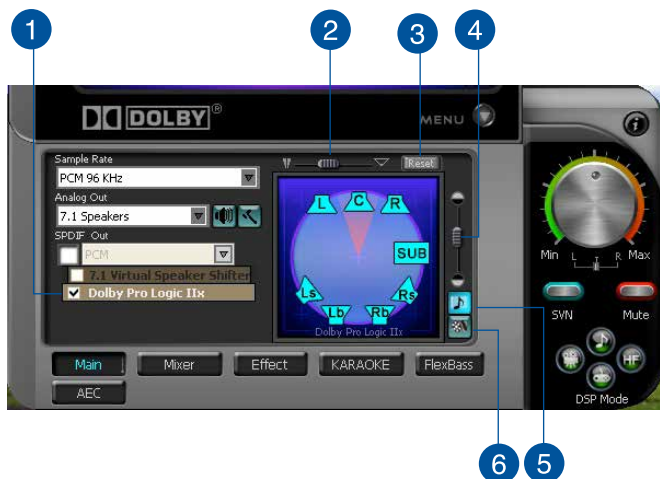 1
2
3
4
DOLBY®
MENU
i
Sample Rate
PCM 96 KHz
Reset
Analog Out
7.1 Speakers
SPDIF Out
PCM
7.1 Virtual Speaker Shifter
Dolby Pro Logic IIx
L
C
R
SUB
Ls
Rs
Lb
Rb
Dolby Pro Logic IIx
Min
L
R
Max
SVN
Mute
HF
DSP Mode
Main
Mixer
Effect
KARAOKE
FlexBass
AEC
6
5